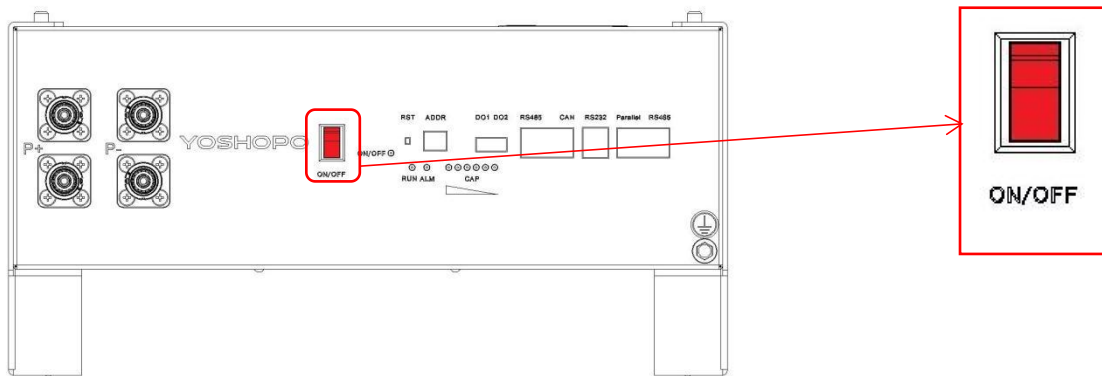 RST ADDR DO1 DO2 RS485 CAN RS232 Parallel RS485
P+ P- YOSHOPO
ON/OFF
ON/OFF
RUN ALM CAP
ON/OFF